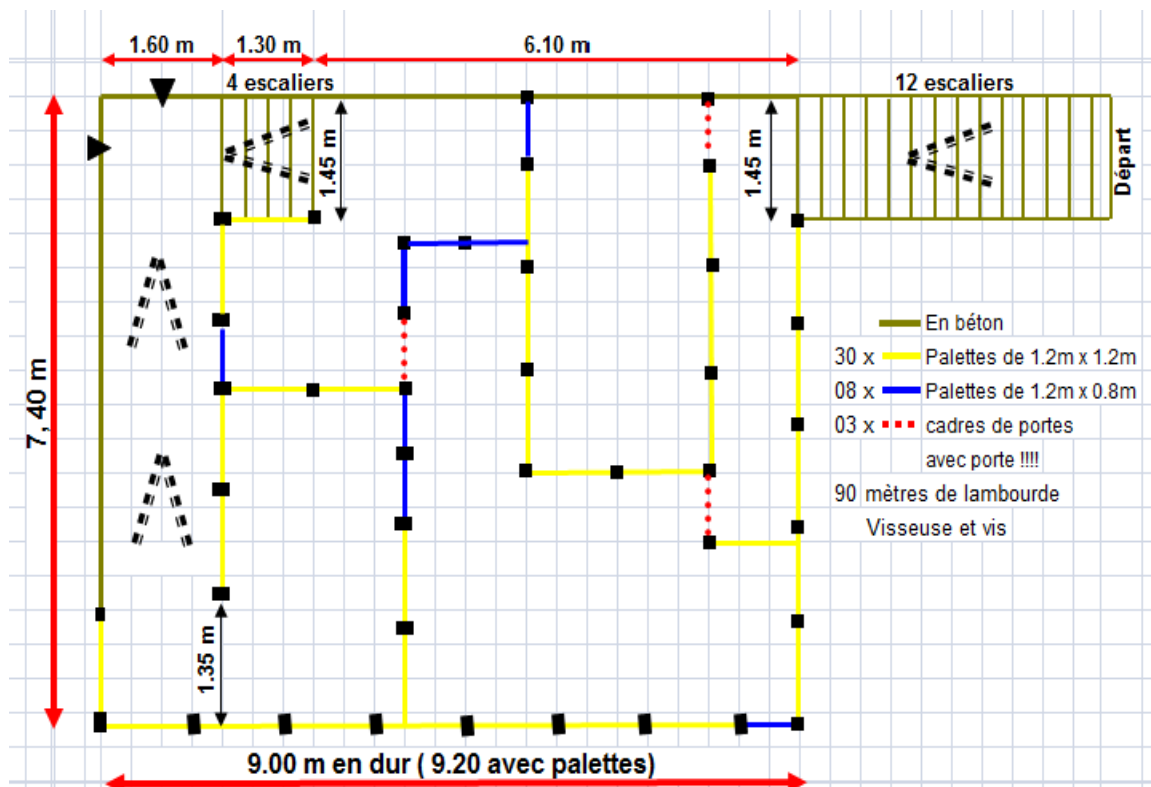 1.60 m
1.30 m
6.10 m
4 escaliers
12 escaliers
1.45 m
1.45 m
Départ
7, 40 m
En béton
30 x Palettes de 1.2m x 1.2m
08 x Palettes de 1.2m x 0.8m
03 x cadres de portes
avec porte !!!!
90 mètres de lambourde
Visseuse et vis
1.35 m
9.00 m en dur ( 9.20 avec palettes)